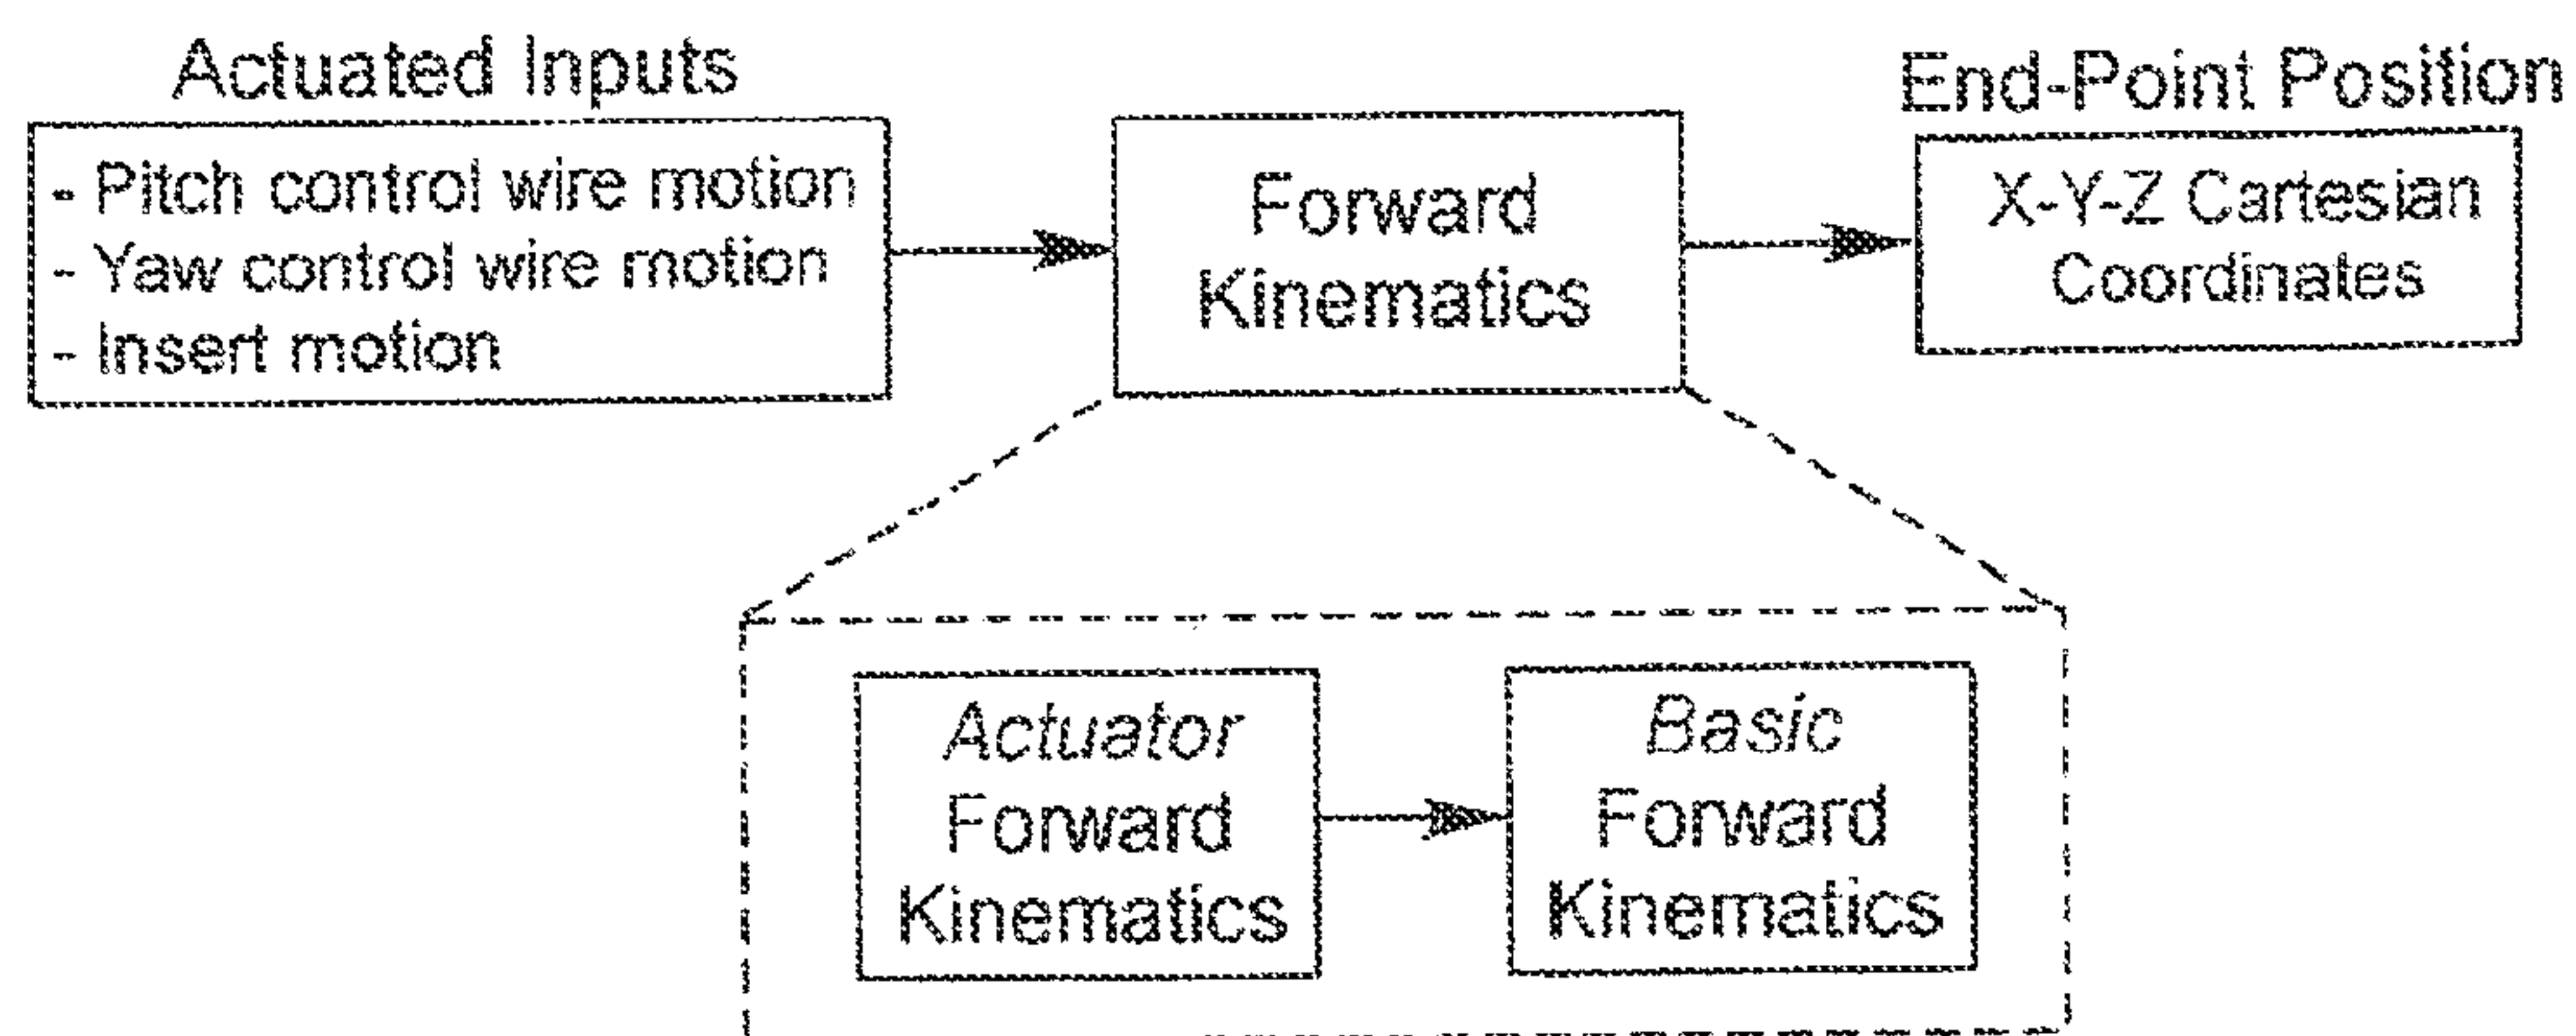 Actuated Inputs
- Pitch control wire motion
- Yaw control wire motion
- Insert motion
Forward
Kinematics
End-Point Position
X-Y-Z Cartesian
Coordinates
Actuator
Forward
Kinematics
Basic
Forward
Kinematics